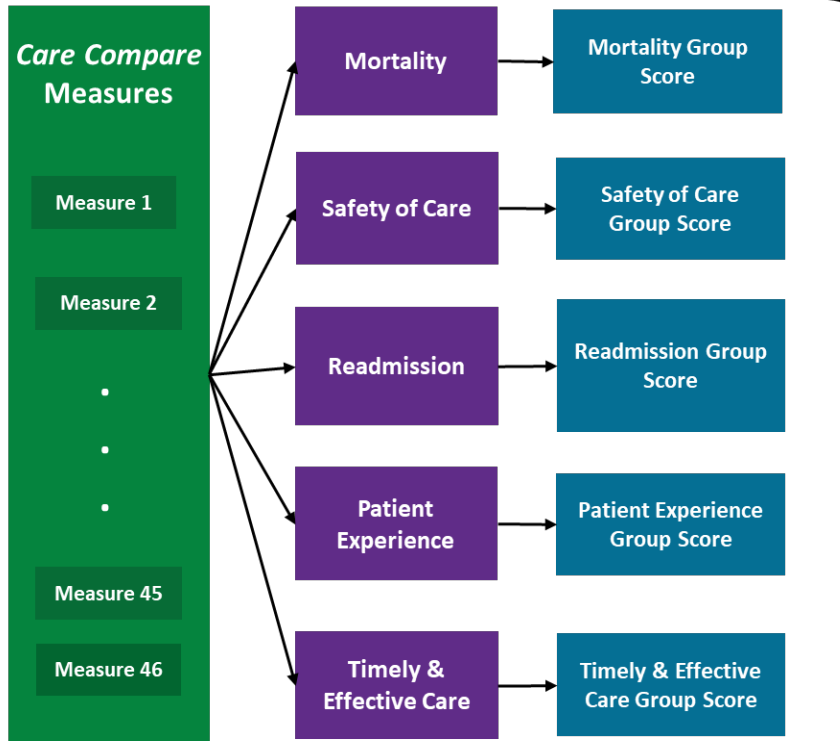 Care Compare
Measures
Measure 1
Measure 2
.
.
.
Measure 45
Measure 46
Mortality
Safety of Care
Readmission
Patient
Experience
Timely &
Effective Care
Mortality Group
Score
Safety of Care
Group Score
Readmission Group
Score
Patient Experience
Group Score
Timely & Effective
Care Group Score